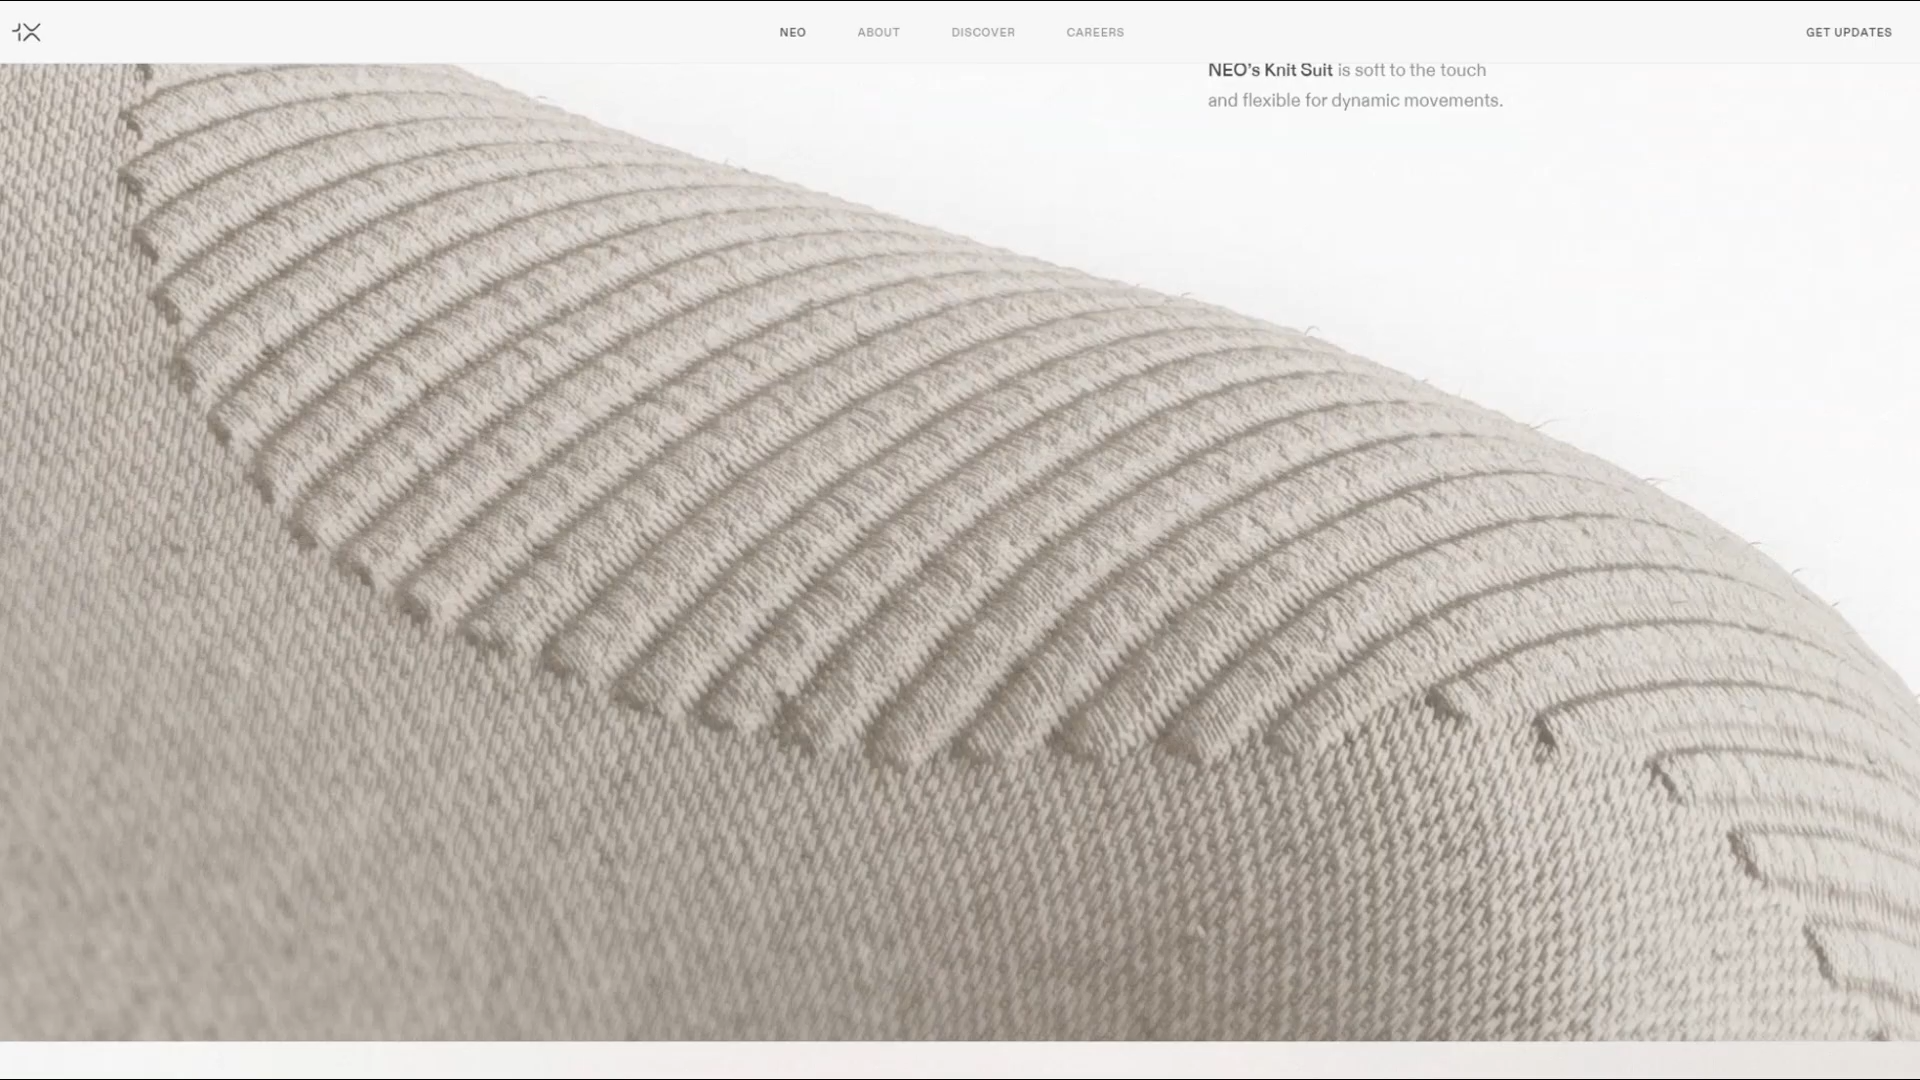 1X
NEO
ABOUT
DISCOVER
CAREERS
GET UPDATES
NEO's Knit Suit is soft to the touch
and flexible for dynamic movements.